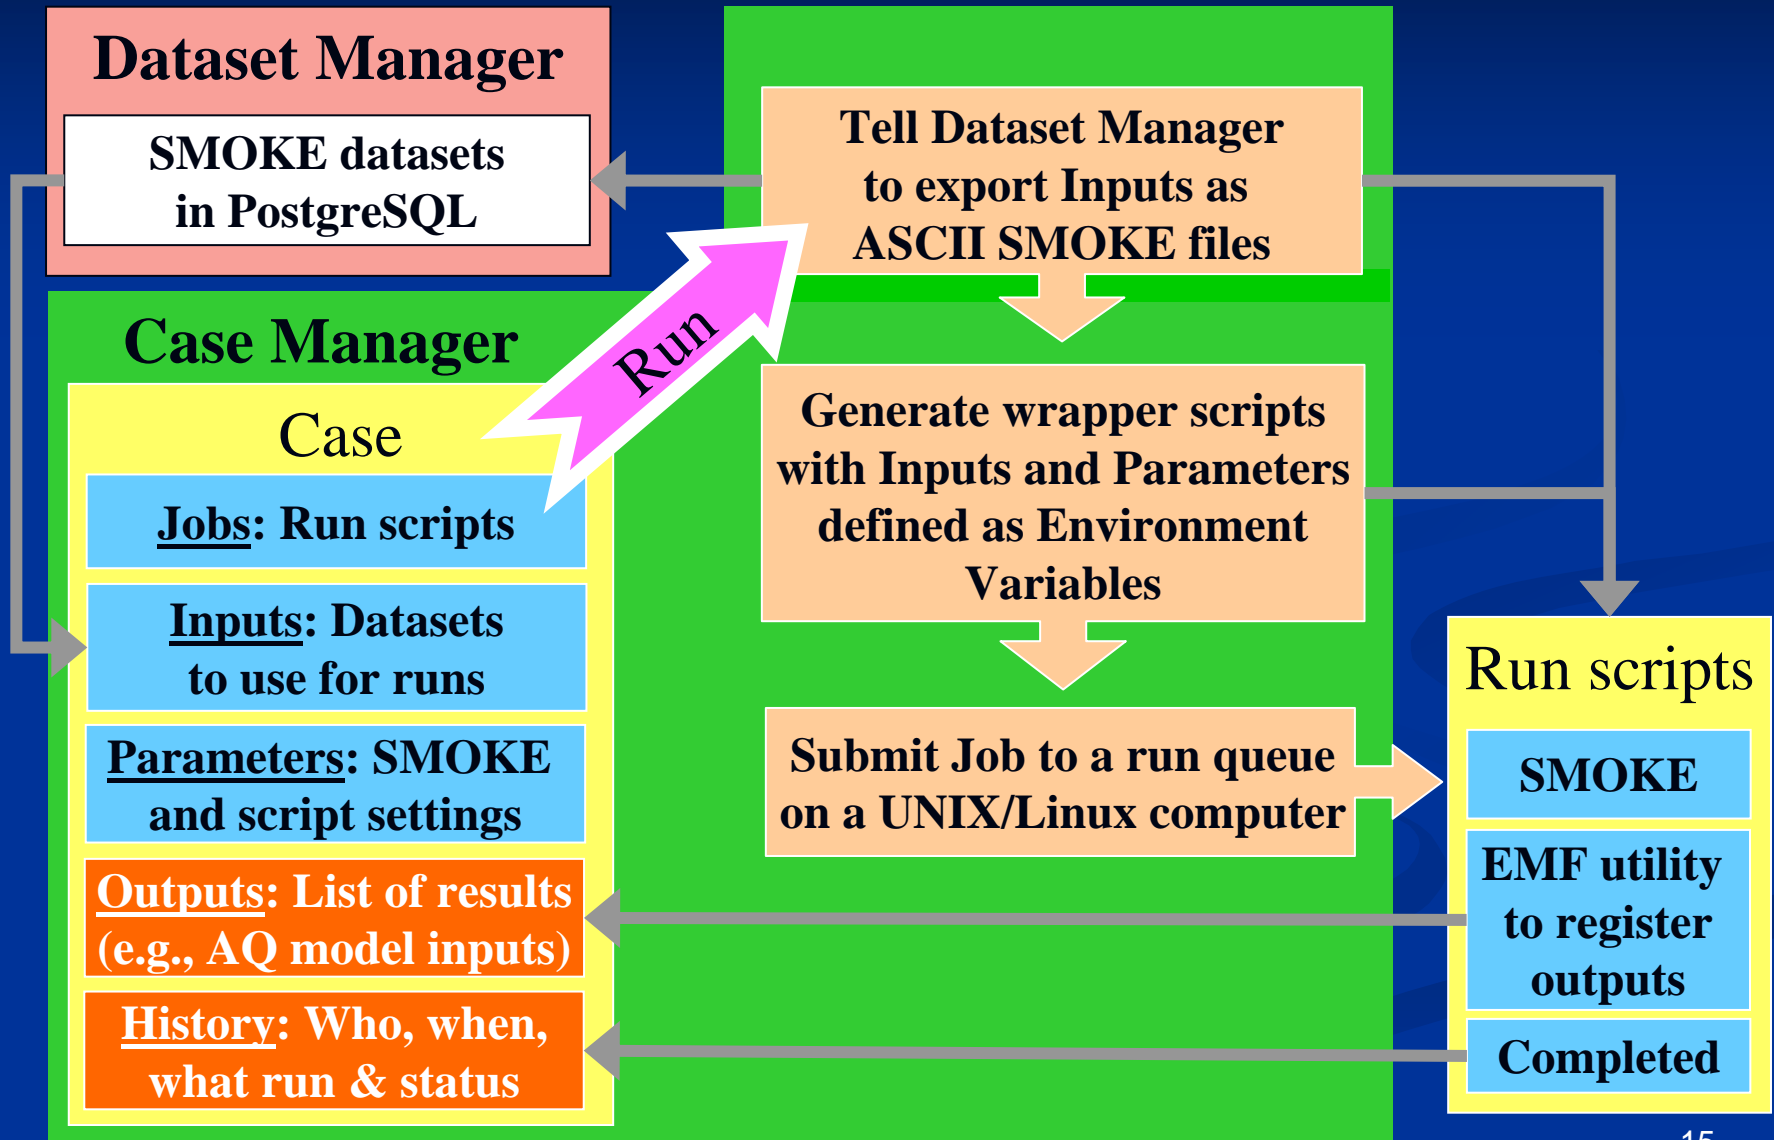 Dataset Manager
SMOKE datasets
in PostgreSQL
Case Manager
Case
Jobs: Run scripts
Inputs: Datasets
to use for runs
Parameters: SMOKE
and script settings
Outputs: List of results
(e.g., AQ model inputs)
History: Who, when,
what run & status
Run
Tell Dataset Manager
to export Inputs as
ASCII SMOKE files
Generate wrapper scripts
with Inputs and Parameters
defined as Environment
Variables
Submit Job to a run queue
on a UNIX/Linux computer
Run scripts
SMOKE
EMF utility
to register
outputs
Completed
15